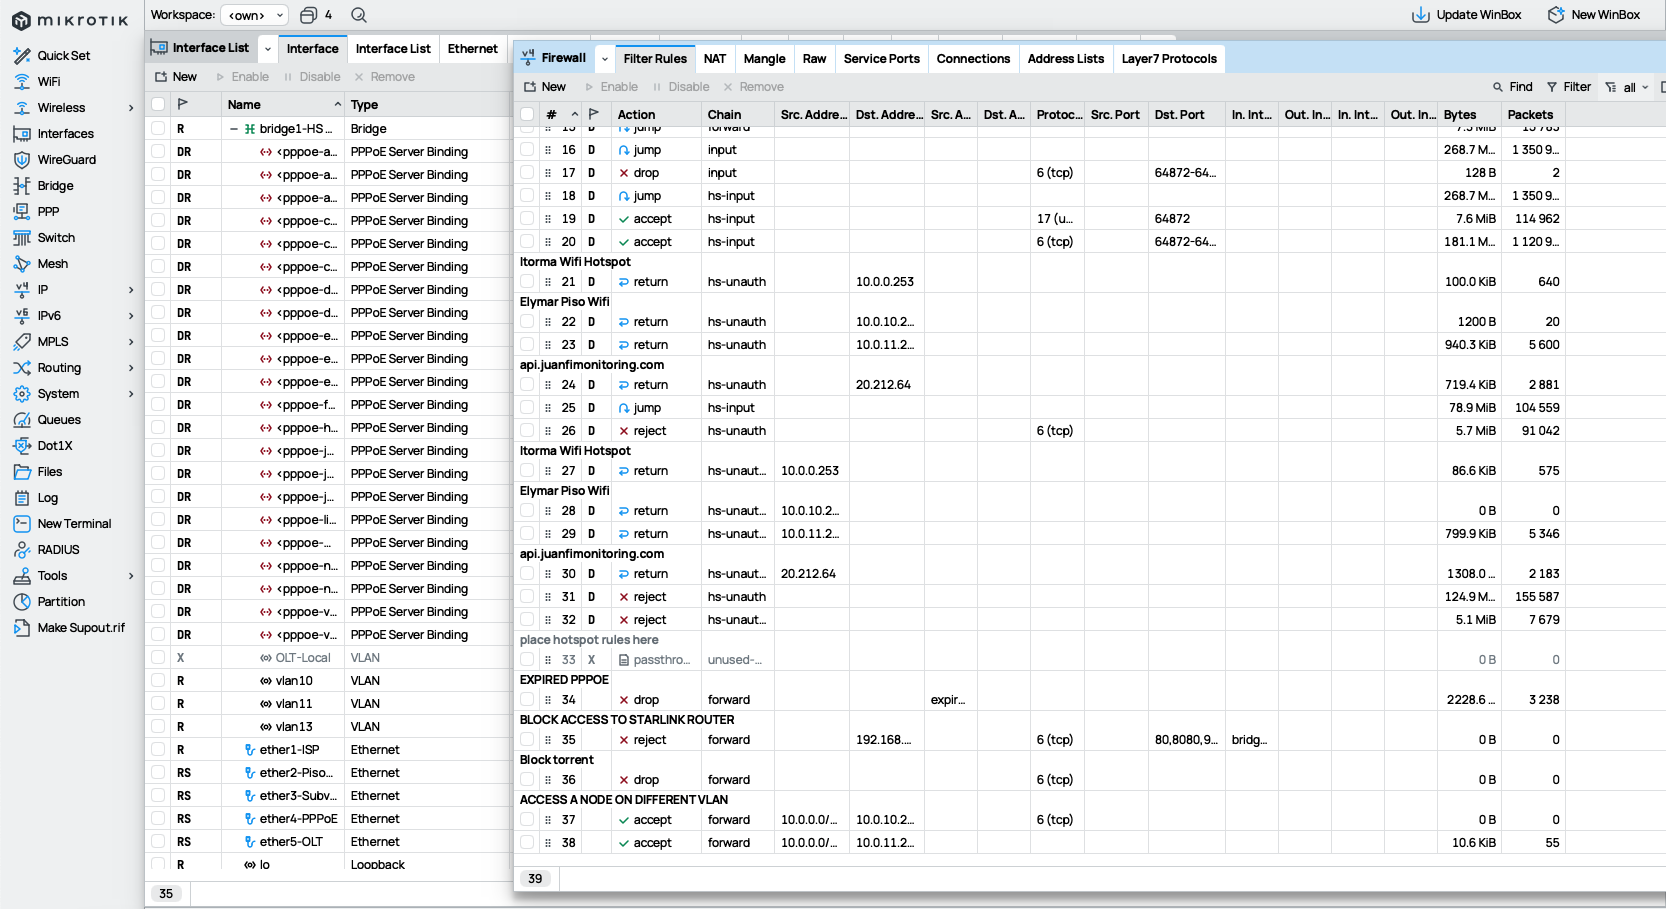 mikrotik
Workspace: <own> 4 Update WinBox New WinBox
Quick Set
WiFi
Wireless
Interfaces
WireGuard
Bridge
PPP
Switch
Mesh
IP
IPv6
MPLS
Routing
System
Queues
Dot1X
Files
Log
New Terminal
RADIUS
Tools
Partition
Make Supout.rif
Interface List Interface Interface List Ethernet
New Enable Disable Remove
Name Type
R bridge1-HS... Bridge
DR <pppoe-a... PPPoE Server Binding
DR <pppoe-a... PPPoE Server Binding
DR <pppoe-a... PPPoE Server Binding
DR <pppoe-c... PPPoE Server Binding
DR <pppoe-c... PPPoE Server Binding
DR <pppoe-c... PPPoE Server Binding
DR <pppoe-d... PPPoE Server Binding
DR <pppoe-d... PPPoE Server Binding
DR <pppoe-e... PPPoE Server Binding
DR <pppoe-e... PPPoE Server Binding
DR <pppoe-e... PPPoE Server Binding
DR <pppoe-f... PPPoE Server Binding
DR <pppoe-h... PPPoE Server Binding
DR <pppoe-j... PPPoE Server Binding
DR <pppoe-j... PPPoE Server Binding
DR <pppoe-j... PPPoE Server Binding
DR <pppoe-li... PPPoE Server Binding
DR <pppoe-... PPPoE Server Binding
DR <pppoe-n... PPPoE Server Binding
DR <pppoe-n... PPPoE Server Binding
DR <pppoe-v... PPPoE Server Binding
DR <pppoe-v... PPPoE Server Binding
X OLT-Local VLAN
R vlan10 VLAN
R vlan11 VLAN
R vlan13 VLAN
R ether1-ISP Ethernet
RS ether2-Piso... Ethernet
RS ether3-Subv... Ethernet
RS ether4-PPPoE Ethernet
RS ether5-OLT Ethernet
R lo Loopback
35
Firewall Filter Rules NAT Mangle Raw Service Ports Connections Address Lists Layer7 Protocols
New Enable Disable Remove Find Filter all
# Action Chain Src. Addre... Dst. Addre... Src. A... Dst. A... Protoc... Src. Port Dst. Port In. Int... Out. In... In. Int... Out. In... Bytes Packets
15 D jump forward 7.5 MiB 15 785
16 D jump input 268.7 M... 1 350 9...
17 D drop input 6 (tcp) 64872-64... 128 B 2
18 D jump hs-input 268.7 M... 1 350 9...
19 D accept hs-input 17 (u... 64872 7.6 MiB 114 962
20 D accept hs-input 6 (tcp) 64872-64... 181.1 M... 1 120 9...
Itorma Wifi Hotspot
21 D return hs-unauth 10.0.0.253 100.0 KiB 640
Elymar Piso Wifi
22 D return hs-unauth 10.0.10.2... 1200 B 20
23 D return hs-unauth 10.0.11.2... 940.3 KiB 5 600
api.juanfimonitoring.com
24 D return hs-unauth 20.212.64 719.4 KiB 2 881
25 D jump hs-input 78.9 MiB 104 559
26 D reject hs-unauth 6 (tcp) 5.7 MiB 91 042
Itorma Wifi Hotspot
27 D return hs-unaut... 10.0.0.253 86.6 KiB 575
Elymar Piso Wifi
28 D return hs-unaut... 10.0.10.2... 0 B 0
29 D return hs-unaut... 10.0.11.2... 799.9 KiB 5 346
api.juanfimonitoring.com
30 D return hs-unaut... 20.212.64 1308.0 ... 2 183
31 D reject hs-unauth 124.9 M... 155 587
32 D reject hs-unaut... 5.1 MiB 7 679
place hotspot rules here
33 X passthro... unused-... 0 B 0
EXPIRED PPPOE
34 drop forward expir... 2228.6 ... 3 238
BLOCK ACCESS TO STARLINK ROUTER
35 reject forward 192.168.... 6 (tcp) 80,8080,9... bridg... 0 B 0
Block torrent
36 drop forward 6 (tcp) 0 B 0
ACCESS A NODE ON DIFFERENT VLAN
37 accept forward 10.0.0.0/... 10.0.10.2... 6 (tcp) 0 B 0
38 accept forward 10.0.0.0/... 10.0.11.2... 10.6 KiB 55
39